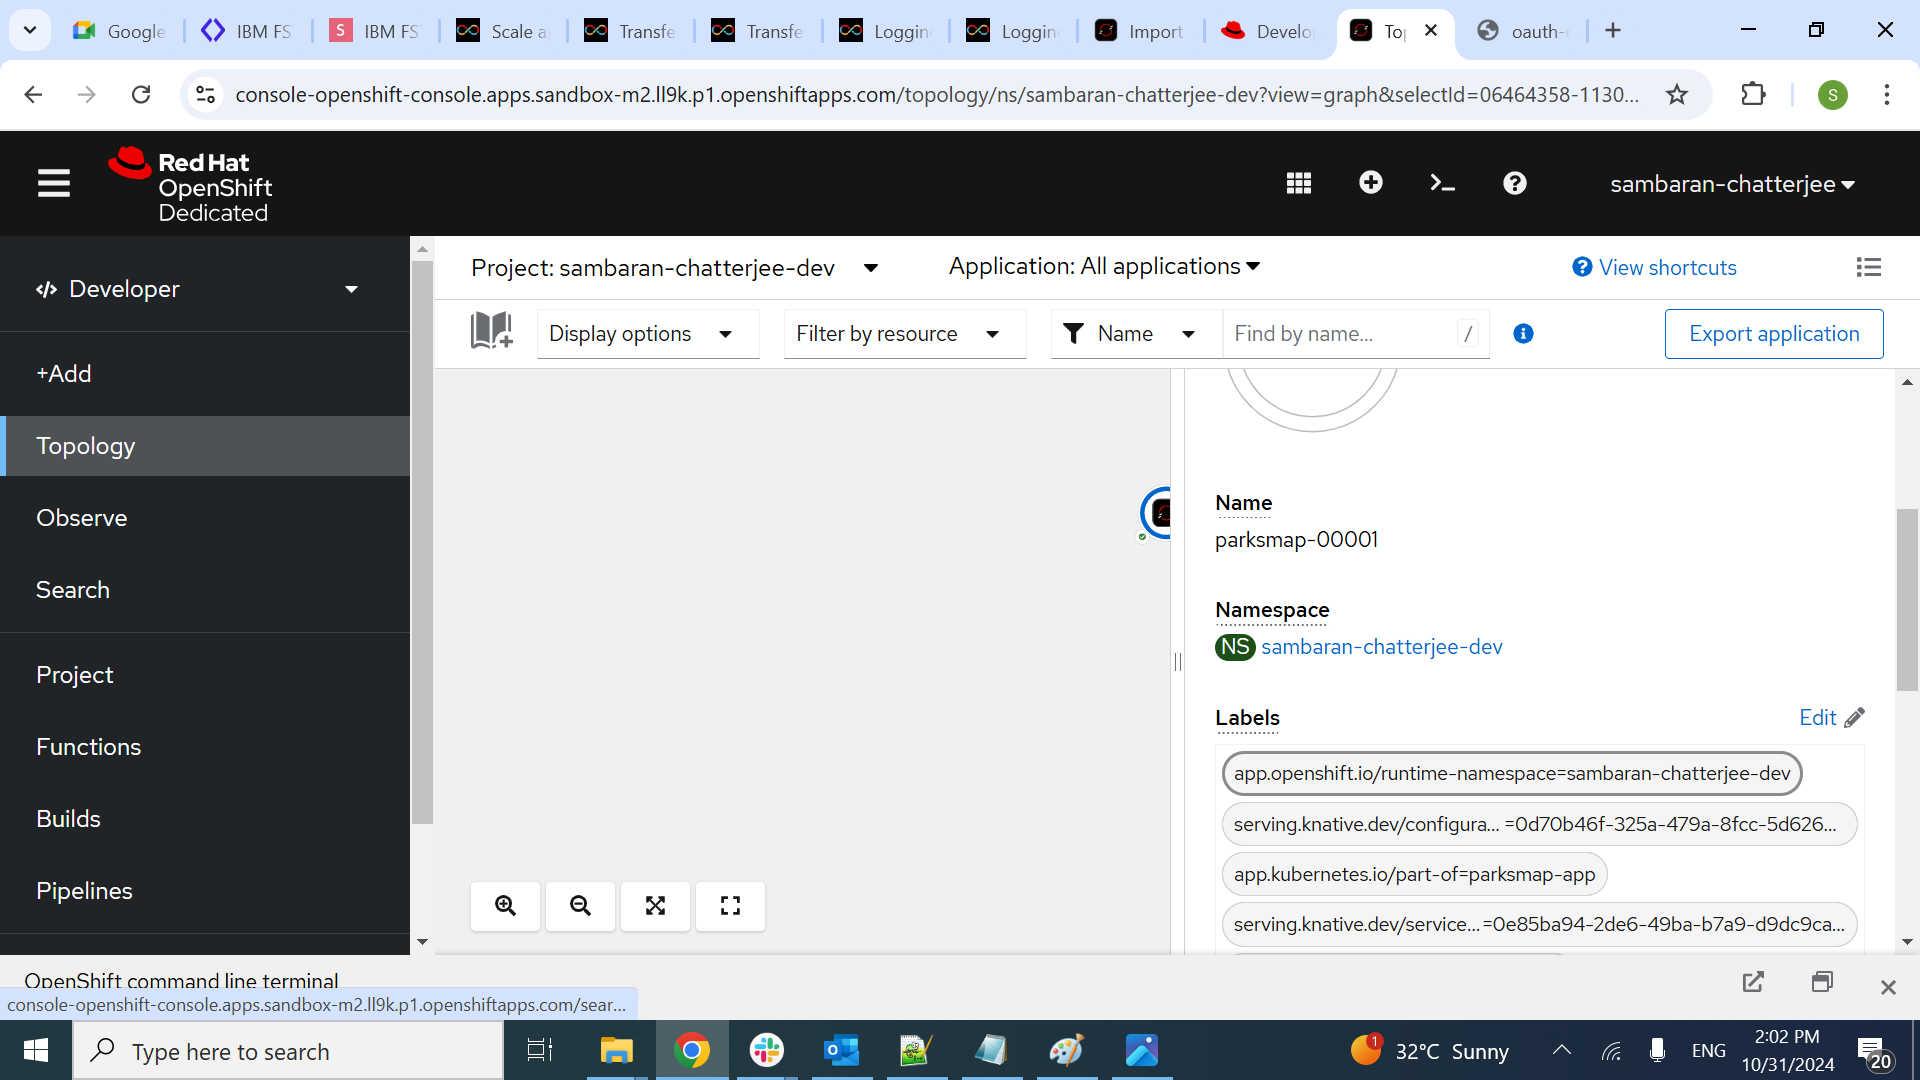 Google
IBM FS
S IBM FS
Scale a
Transfe
Transfe
Loggin
Loggin
Import
Develo
To
oauth-
console-openshift-console.apps.sandbox-m2.ll9k.p1.openshiftapps.com/topology/ns/sambaran-chatterjee-dev?view=graph&selectId=06464358-1130...
S
Red Hat
OpenShift
Dedicated
sambaran-chatterjee
</> Developer
+Add
Topology
Observe
Search
Project
Functions
Builds
Pipelines
Project: sambaran-chatterjee-dev
Application: All applications
View shortcuts
Display options
Filter by resource
Name
Find by name...
/
Export application
Name
parksmap-00001
Namespace
NS sambaran-chatterjee-dev
Labels
Edit
app.openshift.io/runtime-namespace=sambaran-chatterjee-dev
serving.knative.dev/configura... =0d70b46f-325a-479a-8fcc-5d626...
app.kubernetes.io/part-of=parksmap-app
serving.knative.dev/service...=0e85ba94-2de6-49ba-b7a9-d9dc9ca...
OpenShift command line terminal
console-openshift-console.apps.sandbox-m2.ll9k.p1.openshiftapps.com/sear...
Type here to search
1
32°C Sunny
ENG
2:02 PM
10/31/2024
20